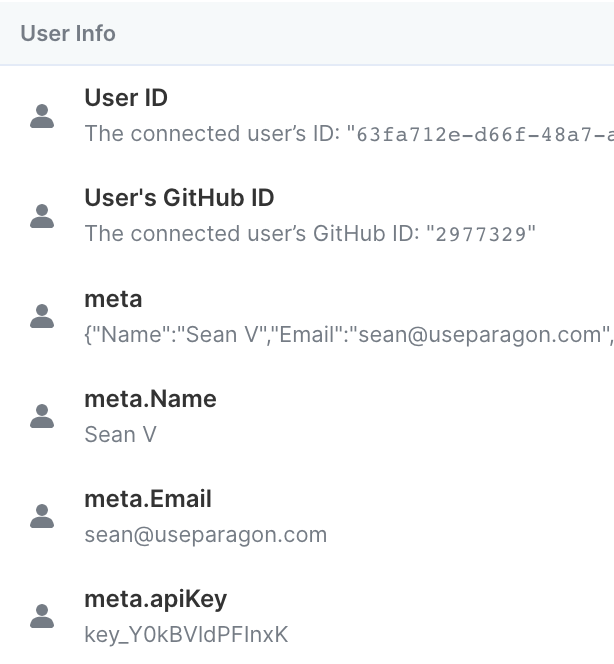 User Info
User ID
The connected user’s ID: "63fa712e-d66f-48a7-a
User's GitHub ID
The connected user’s GitHub ID: "2977329"
meta
{"Name":"Sean V","Email":"sean@useparagon.com",
meta.Name
Sean V
meta.Email
sean@useparagon.com
meta.apiKey
key_Y0kBVldPFInxK